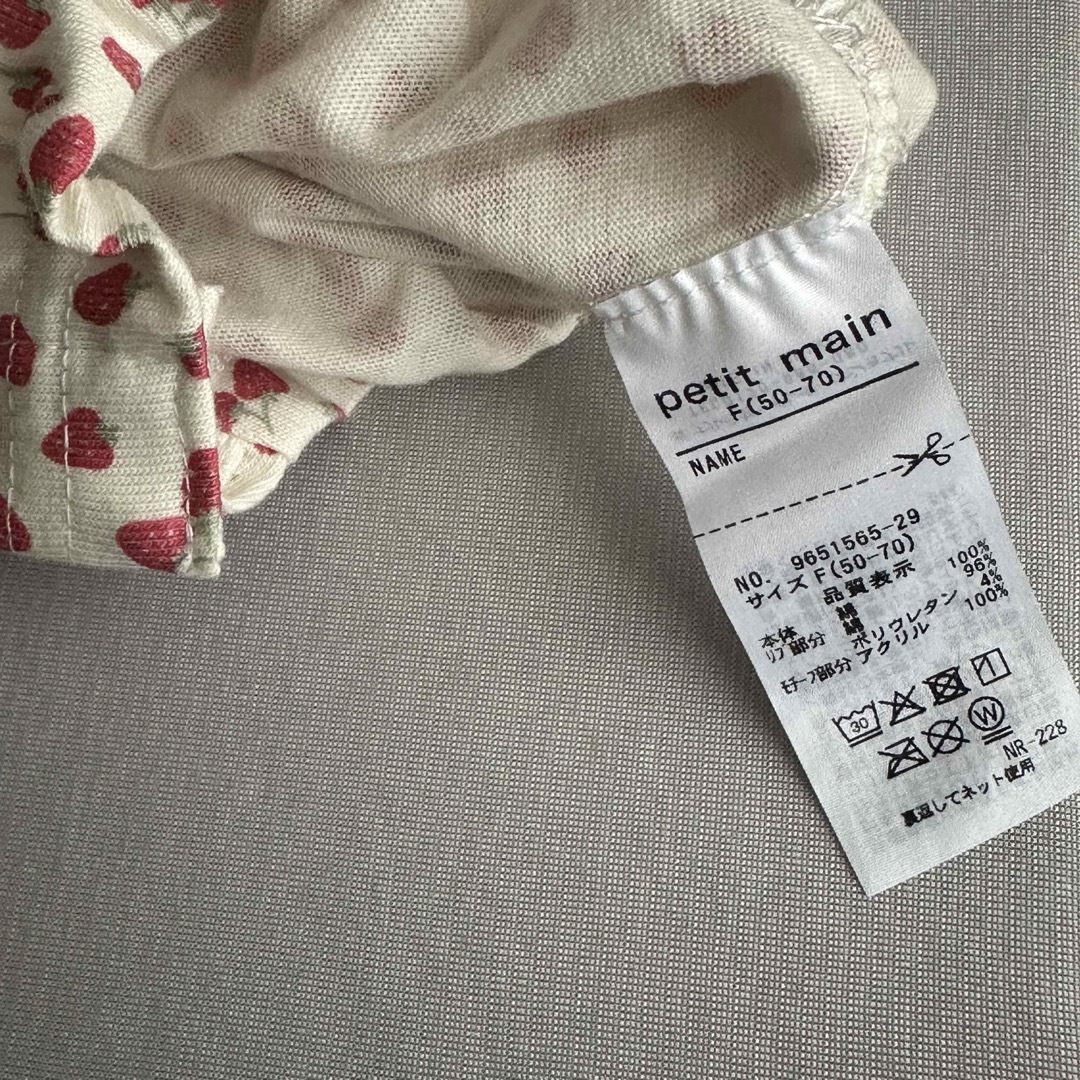 petit main
F(50-70)
NAME
NO. 9651565-29
サイズ F(50-70)
品質表示
本体 綿 100%
リブ部分 綿 96%
ポリウレタン 4%
モチーフ部分 アクリル 100%
30
1
W
NR-228
裏返してネット使用